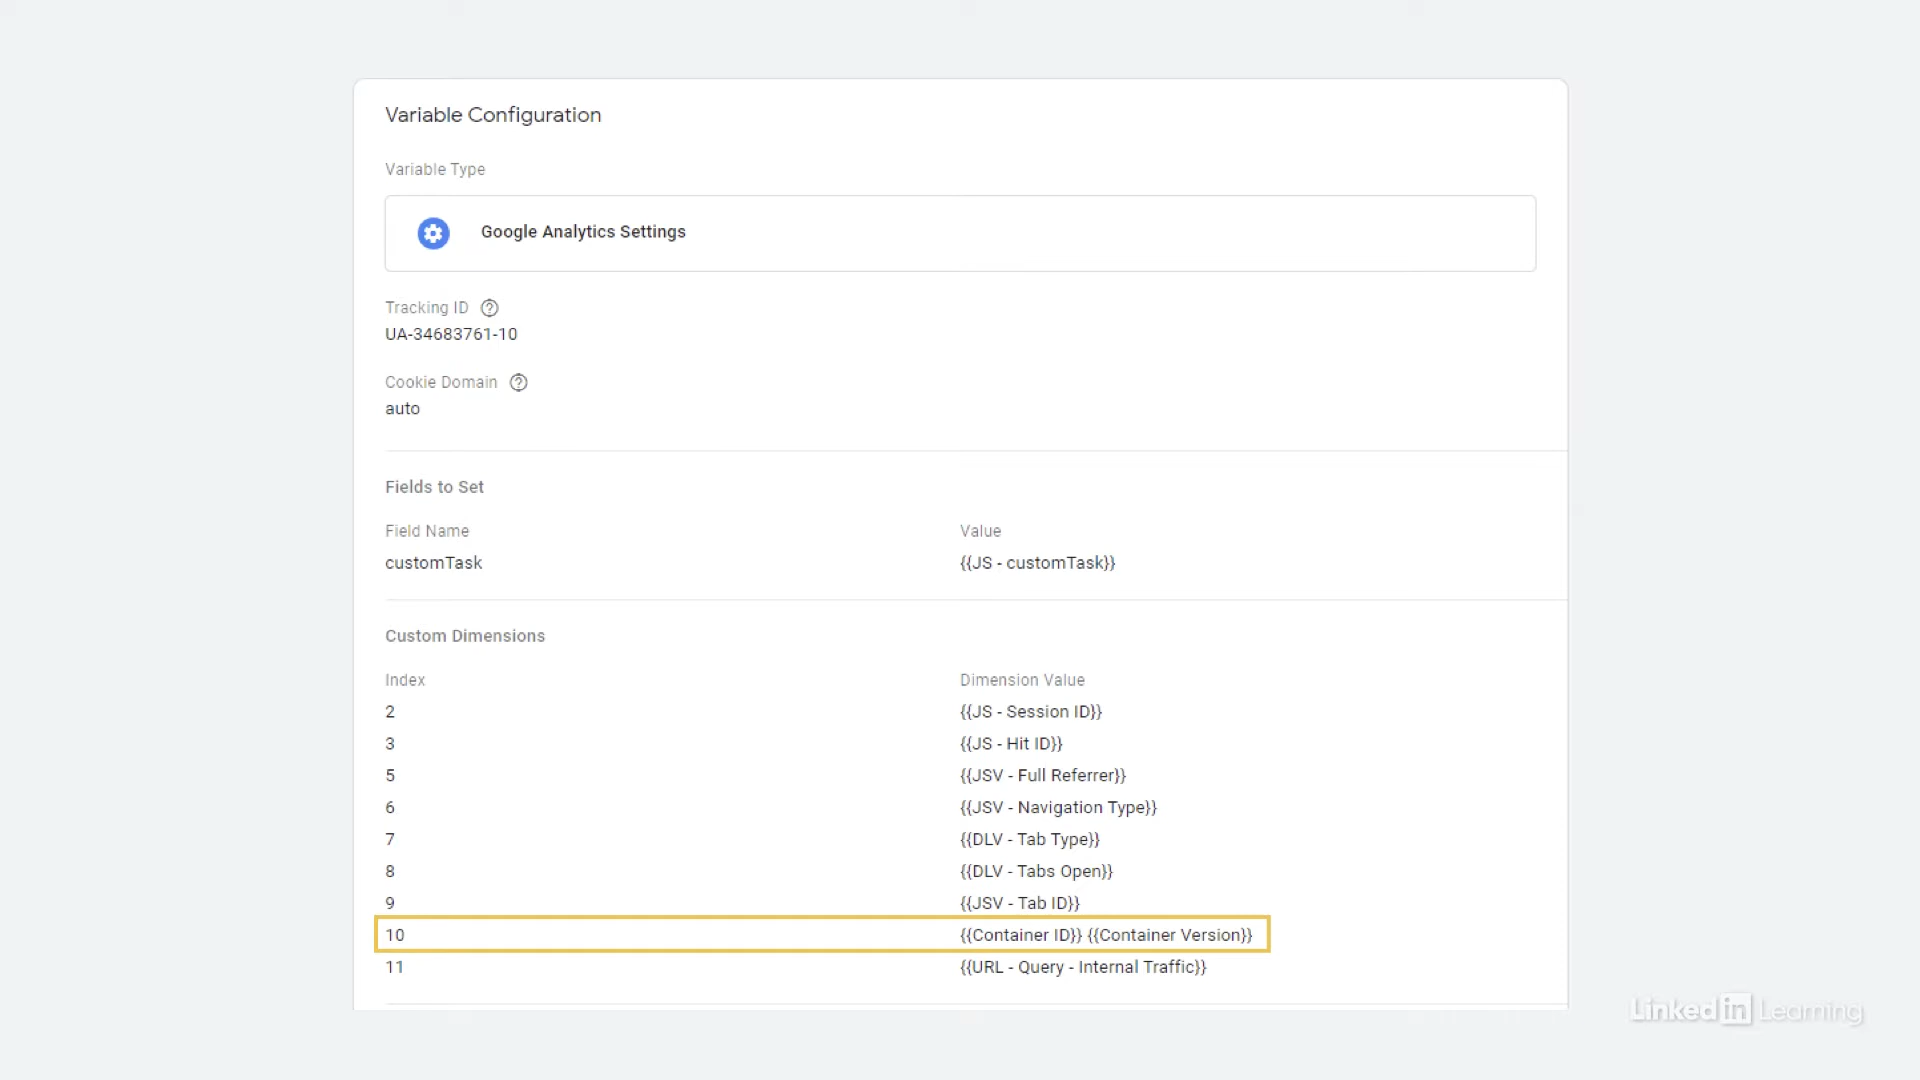 Variable Configuration
Variable Type
Google Analytics Settings
Tracking ID
UA-34683761-10
Cookie Domain
auto
Fields to Set
Field Name Value
customTask {{JS - customTask}}
Custom Dimensions
Index Dimension Value
2 {{JS - Session ID}}
3 {{JS - Hit ID}}
5 {{JSV - Full Referrer}}
6 {{JSV - Navigation Type}}
7 {{DLV - Tab Type}}
8 {{DLV - Tabs Open}}
9 {{JSV - Tab ID}}
10 {{Container ID}} {{Container Version}}
11 {{URL - Query - Internal Traffic}}
LinkedIn Learning